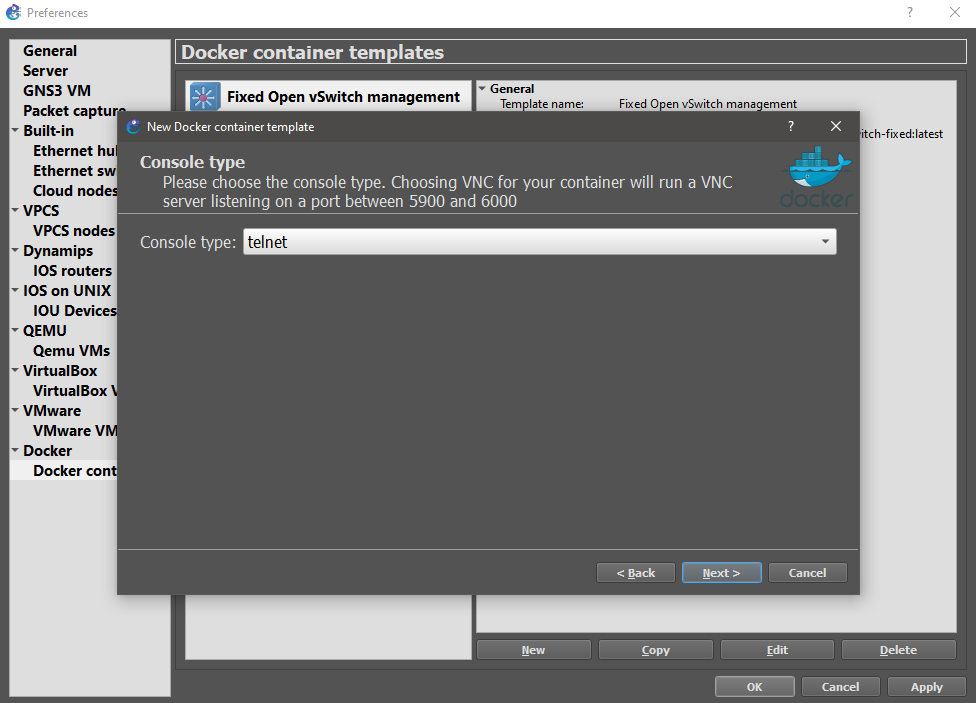 Preferences
General
Server
GNS3 VM
Packet capture
Built-in
Ethernet hu
Ethernet sw
Cloud nodes
VPCS
VPCS nodes
Dynamips
IOS routers
IOS on UNIX
IOU Devices
QEMU
Qemu VMs
VirtualBox
VirtualBox V
VMware
VMware VM
Docker
Docker cont
Docker container templates
Fixed Open vSwitch management
General
Template name: Fixed Open vSwitch management
itch-fixed:latest
New Docker container template
?
Console type
Please choose the console type. Choosing VNC for your container will run a VNC
server listening on a port between 5900 and 6000
docker
Console type: telnet
< Back Next > Cancel
New Copy Edit Delete
OK Cancel Apply